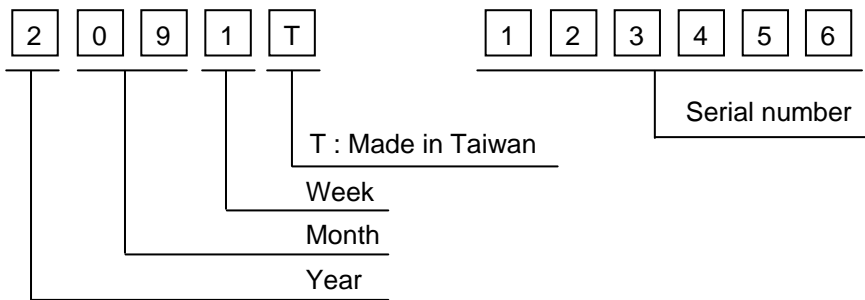 2 0 9 1 T 1 2 3 4 5 6
Serial number
T : Made in Taiwan
Week
Month
Year